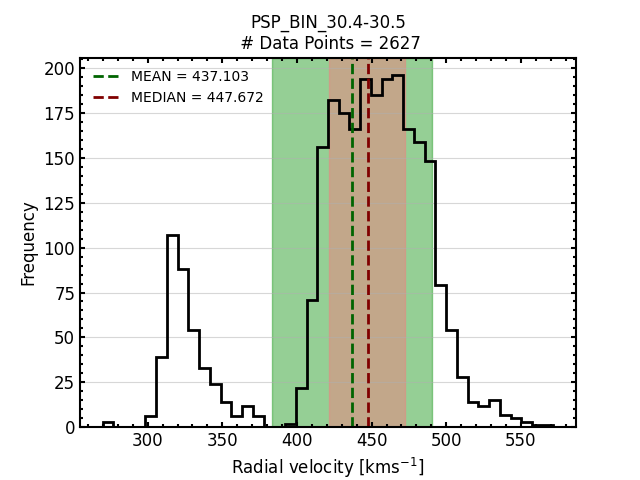 PSP_BIN_30.4-30.5
# Data Points = 2627
MEAN = 437.103
MEDIAN = 447.672
200
175
150
125
100
75
50
25
0
Frequency
300 350 400 450 500 550
Radial velocity [kms⁻¹]